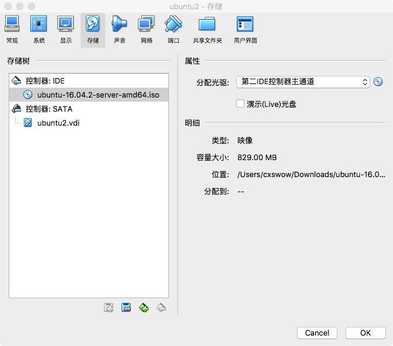 ubuntu2 - 存储
常规 系统 显示 存储 声音 网络 端口 共享文件夹 用户界面
存储树
控制器: IDE
ubuntu-16.04.2-server-amd64.iso
控制器: SATA
ubuntu2.vdi
属性
分配光驱: 第二IDE控制器主通道
演示(Live)光盘
明细
类型: 映像
容量大小: 829.00 MB
位置: /Users/cxswow/Downloads/ubuntu-16.0...
分配到: --
Cancel OK